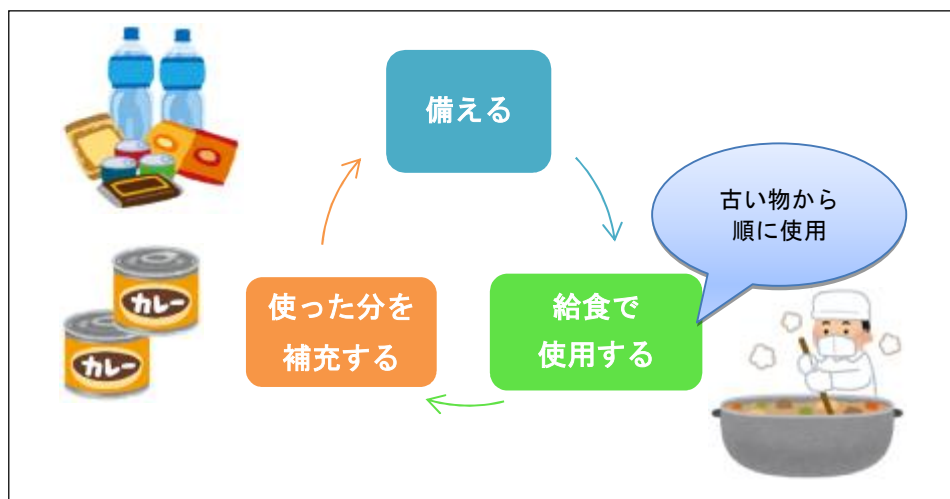 備える
古い物から
順に使用
給食で
使用する
使った分を
補充する
カレー
カレー